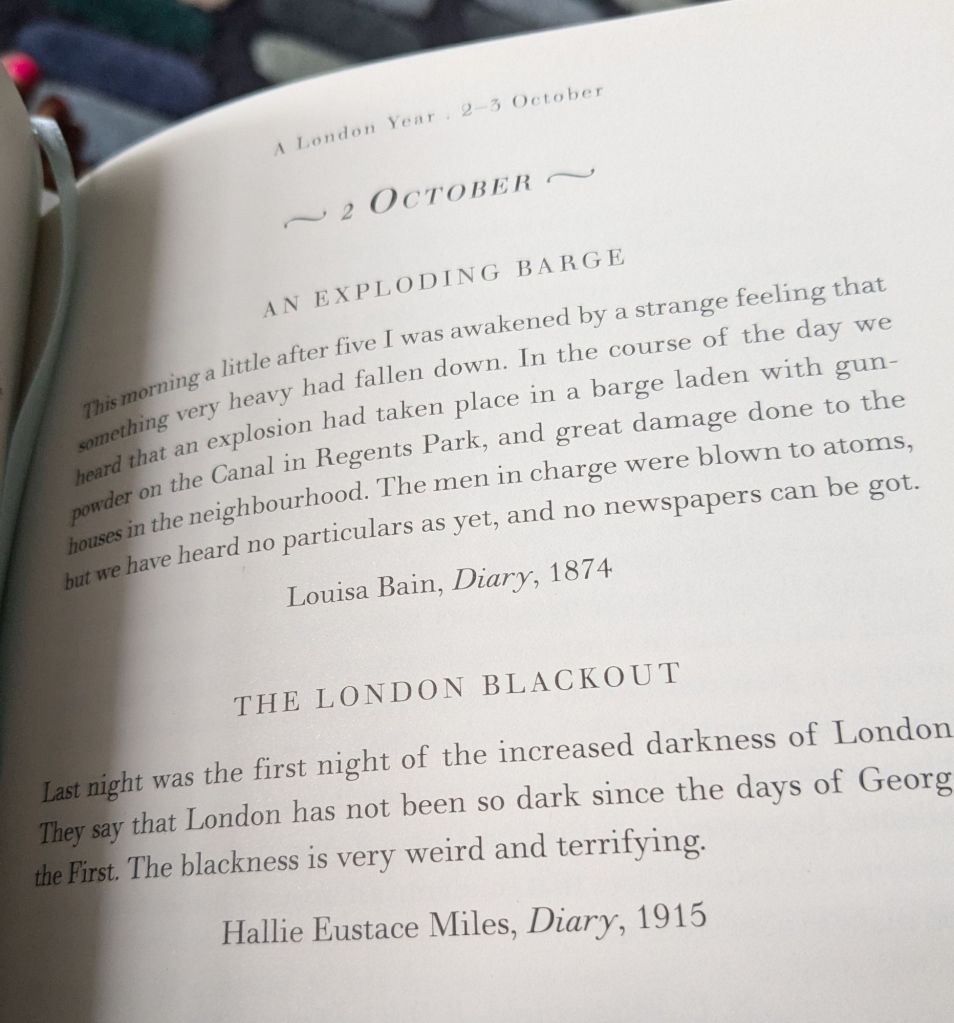 A London Year . 2–3 October
2 October
AN EXPLODING BARGE
This morning a little after five I was awakened by a strange feeling that
something very heavy had fallen down. In the course of the day we
heard that an explosion had taken place in a barge laden with gun-
powder on the Canal in Regents Park, and great damage done to the
houses in the neighbourhood. The men in charge were blown to atoms,
but we have heard no particulars as yet, and no newspapers can be got.
Louisa Bain, Diary, 1874
THE LONDON BLACKOUT
Last night was the first night of the increased darkness of London
They say that London has not been so dark since the days of Georg
the First. The blackness is very weird and terrifying.
Hallie Eustace Miles, Diary, 1915